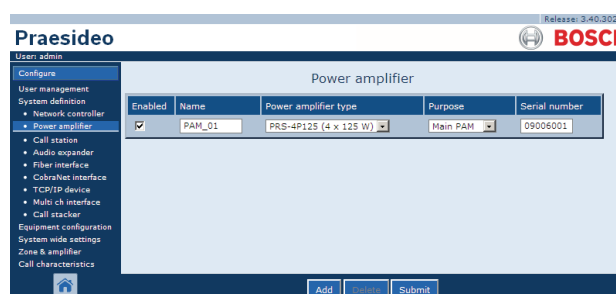 Release: 3.40.302
Praesideo
BOSC
User: admin
Configure
User management
System definition
• Network controller
• Power amplifier
• Call station
• Audio expander
• Fiber interface
• CobraNet interface
• TCP/IP device
• Multi ch interface
• Call stacker
Equipment configuration
System wide settings
Zone & amplifier
Call characteristics
Power amplifier
Enabled Name Power amplifier type Purpose Serial number
PAM_01 PRS-4P125 (4 x 125 W) Main PAM 09006001
Add Delete Submit